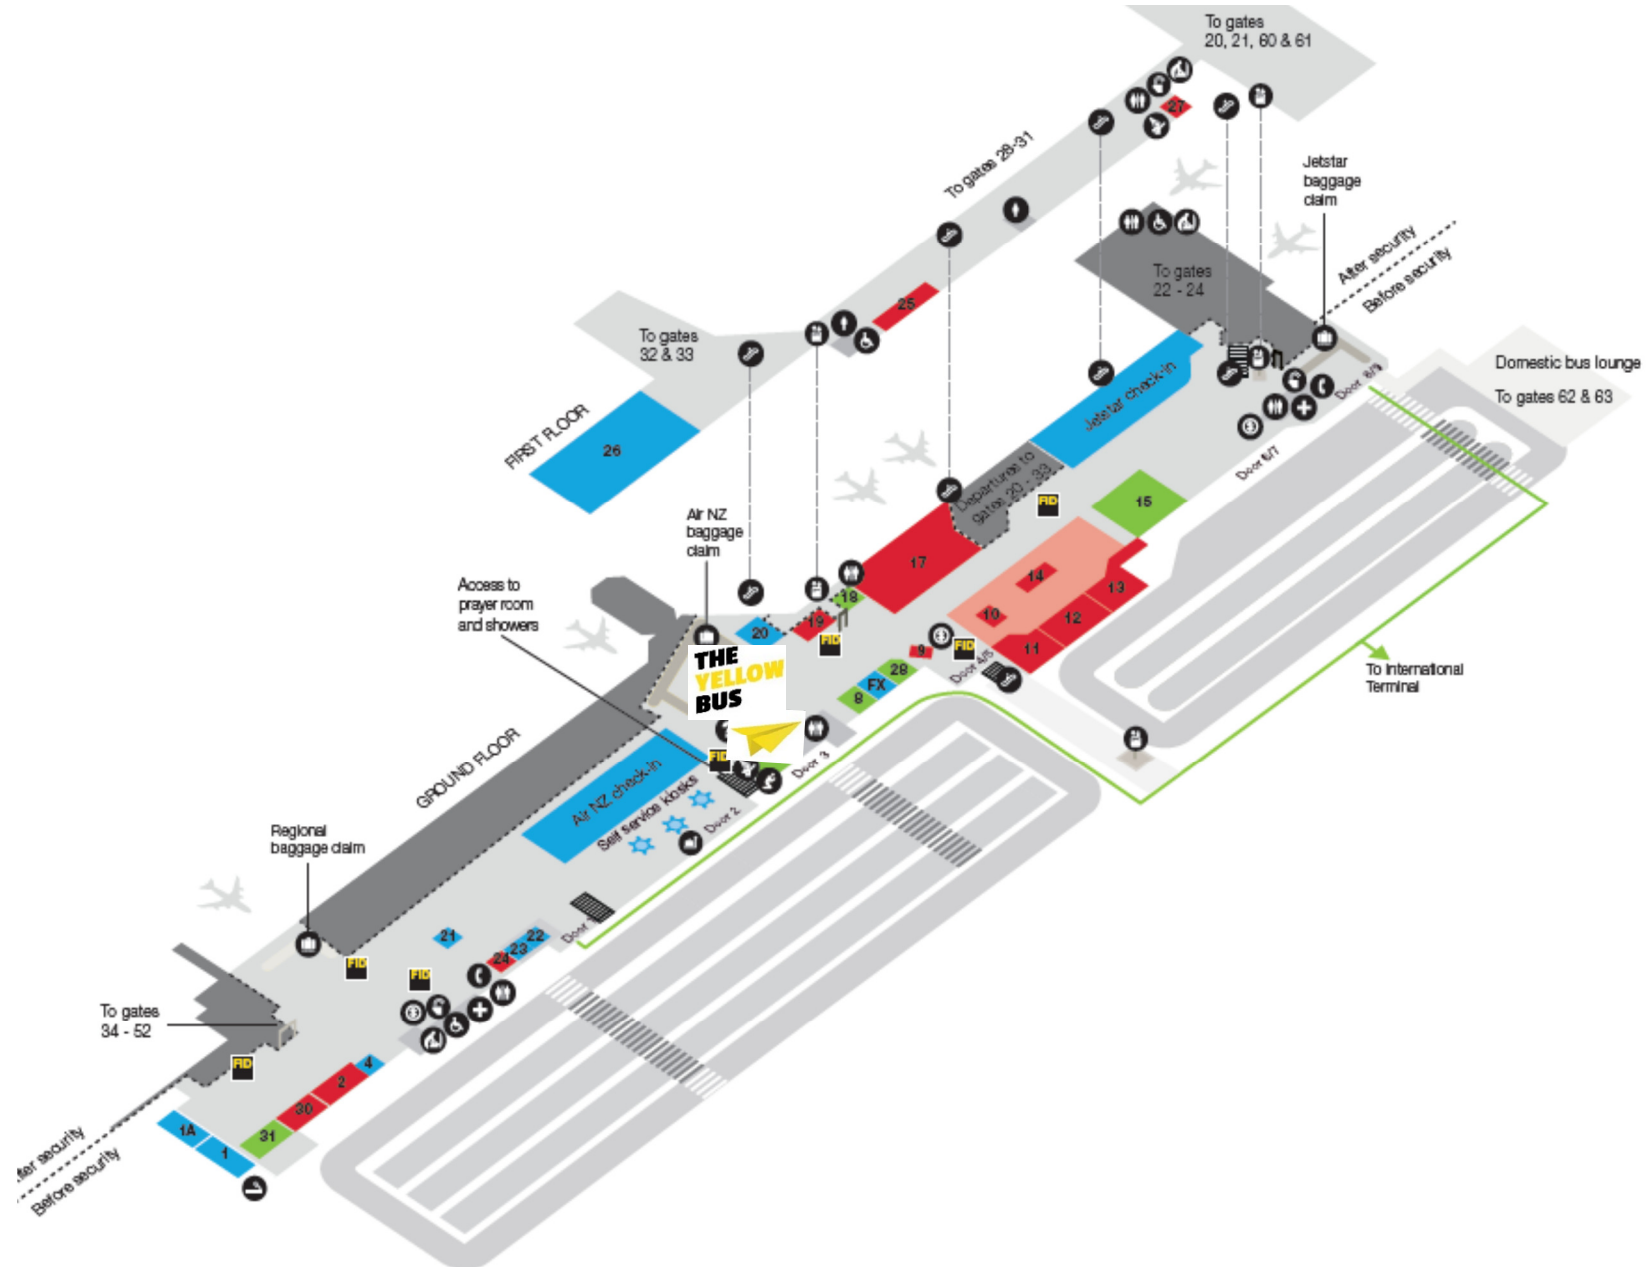 To gates
20, 21, 60 & 61
27
To gates 28-31
Jetstar
baggage
claim
After security
Before security
To gates
22 - 24
25
To gates
32 & 33
FIRST FLOOR
26
Domestic bus lounge
To gates 62 & 63
Jetstar check-in
Door 8/9
Door 6/7
Departures to
gates 20 - 33
FID
15
Air NZ
baggage
claim
17
14
13
Access to
prayer room
and showers
18
10
12
19
20
FID
FID
11
9
Door 4/5
28
FX
8
To International
Terminal
THE
YELLOW
BUS
GROUND FLOOR
FID
Door 3
Air NZ check-in
Self service kiosks
Door 2
Regional
baggage claim
21
22
23
24
Door
FID
FID
To gates
34 - 52
FID
4
2
30
31
1A
1
security
Before security